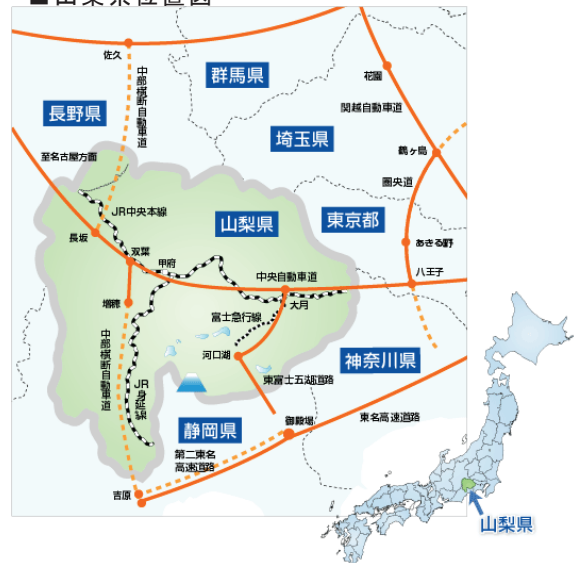 ■山梨県位置図
佐久
群馬県
花園
中部横断自動車道
長野県
関越自動車道
埼玉県
鶴ヶ島
至名古屋方面
圏央道
JR中央本線
山梨県
東京都
長坂
双葉
甲府
あきる野
中央自動車道
八王子
増穂
大月
富士急行線
中部横断自動車道
河口湖
神奈川県
JR身延線
東富士五湖道路
静岡県
御殿場
東名高速道路
第二東名
高速道路
吉原
山梨県